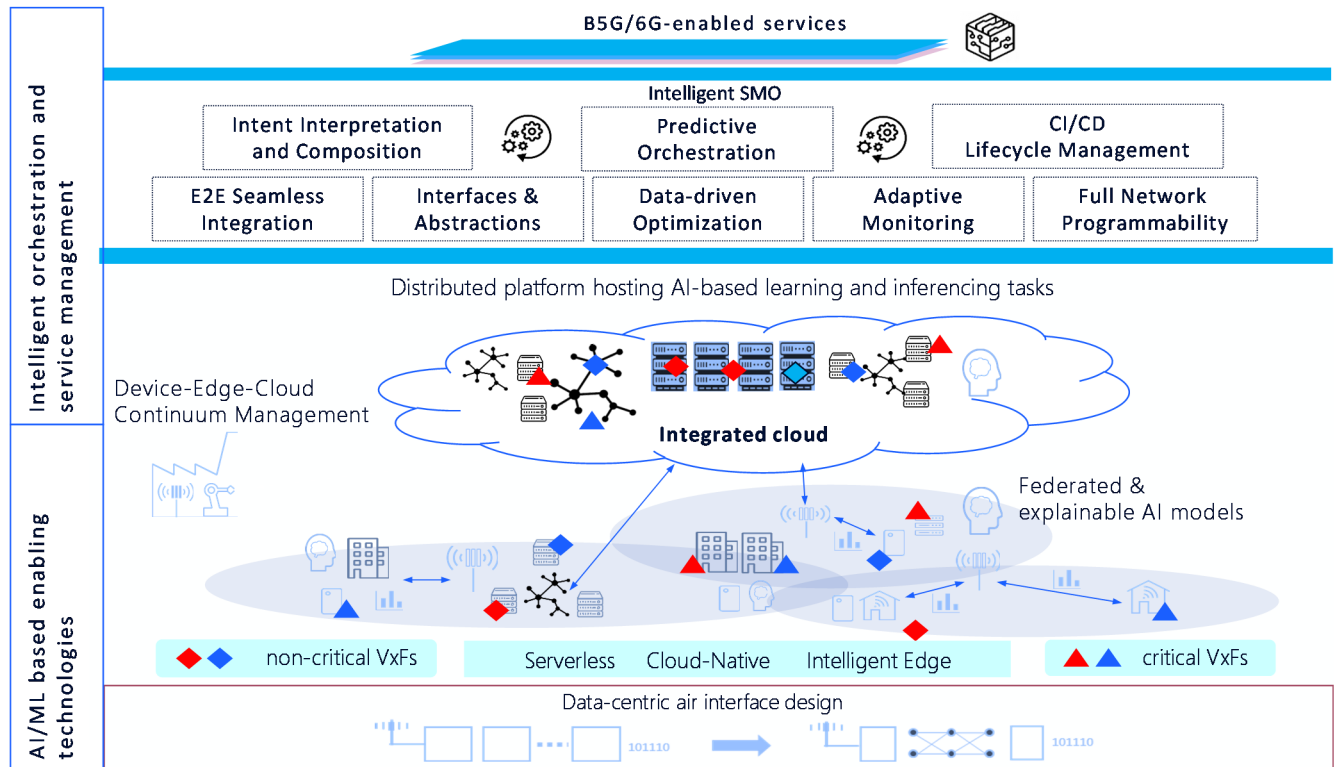 B5G/6G-enabled services
Intelligent orchestration and
service management
Intelligent SMO
Intent Interpretation
and Composition
Predictive
Orchestration
CI/CD
Lifecycle Management
E2E Seamless
Integration
Interfaces &
Abstractions
Data-driven
Optimization
Adaptive
Monitoring
Full Network
Programmability
Distributed platform hosting AI-based learning and inferencing tasks
Device-Edge-Cloud
Continuum Management
Integrated cloud
AI/ML based enabling
technologies
Federated &
explainable AI models
non-critical VxFs
Serverless Cloud-Native Intelligent Edge
critical VxFs
Data-centric air interface design
101110
101110